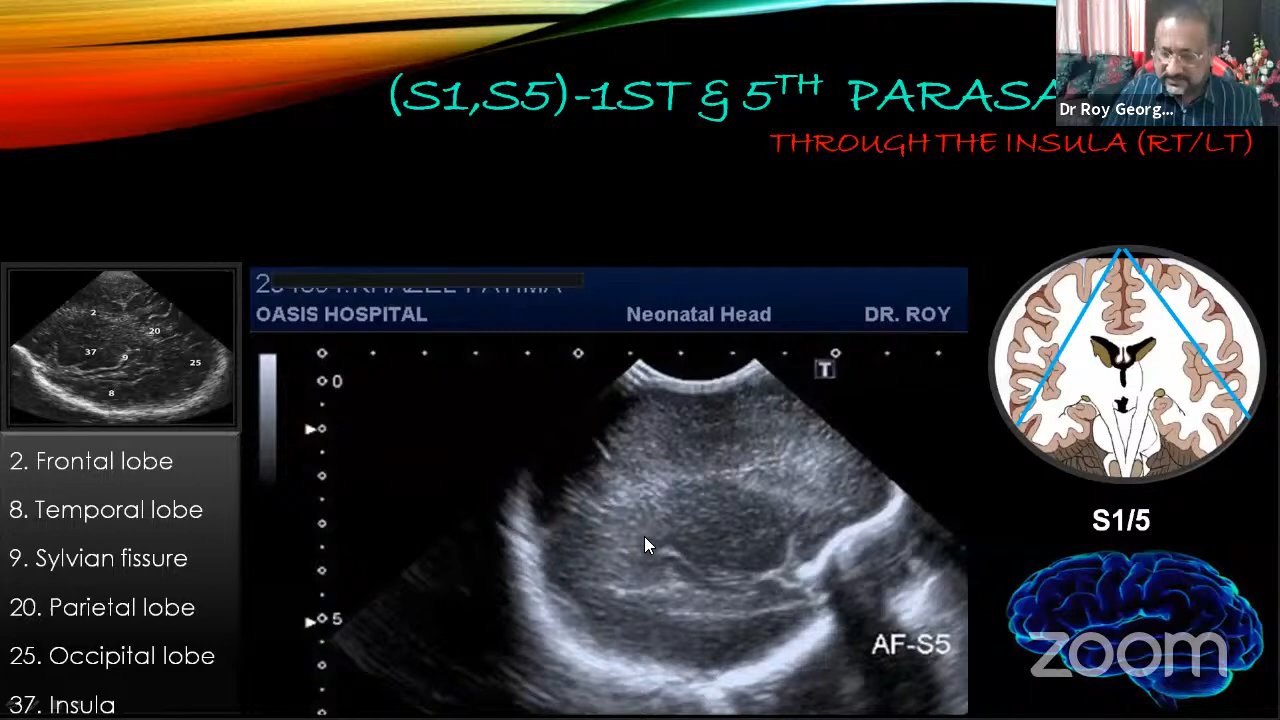 (S1,S5)-1ST & 5TH PARASA
Dr Roy Georg...
THROUGH THE INSULA (RT/LT)
OASIS HOSPITAL Neonatal Head DR. ROY
T
0
5
AF-S5
2
20
37
9
25
8
2. Frontal lobe
8. Temporal lobe
9. Sylvian fissure
20. Parietal lobe
25. Occipital lobe
37. Insula
S1/5
zoom